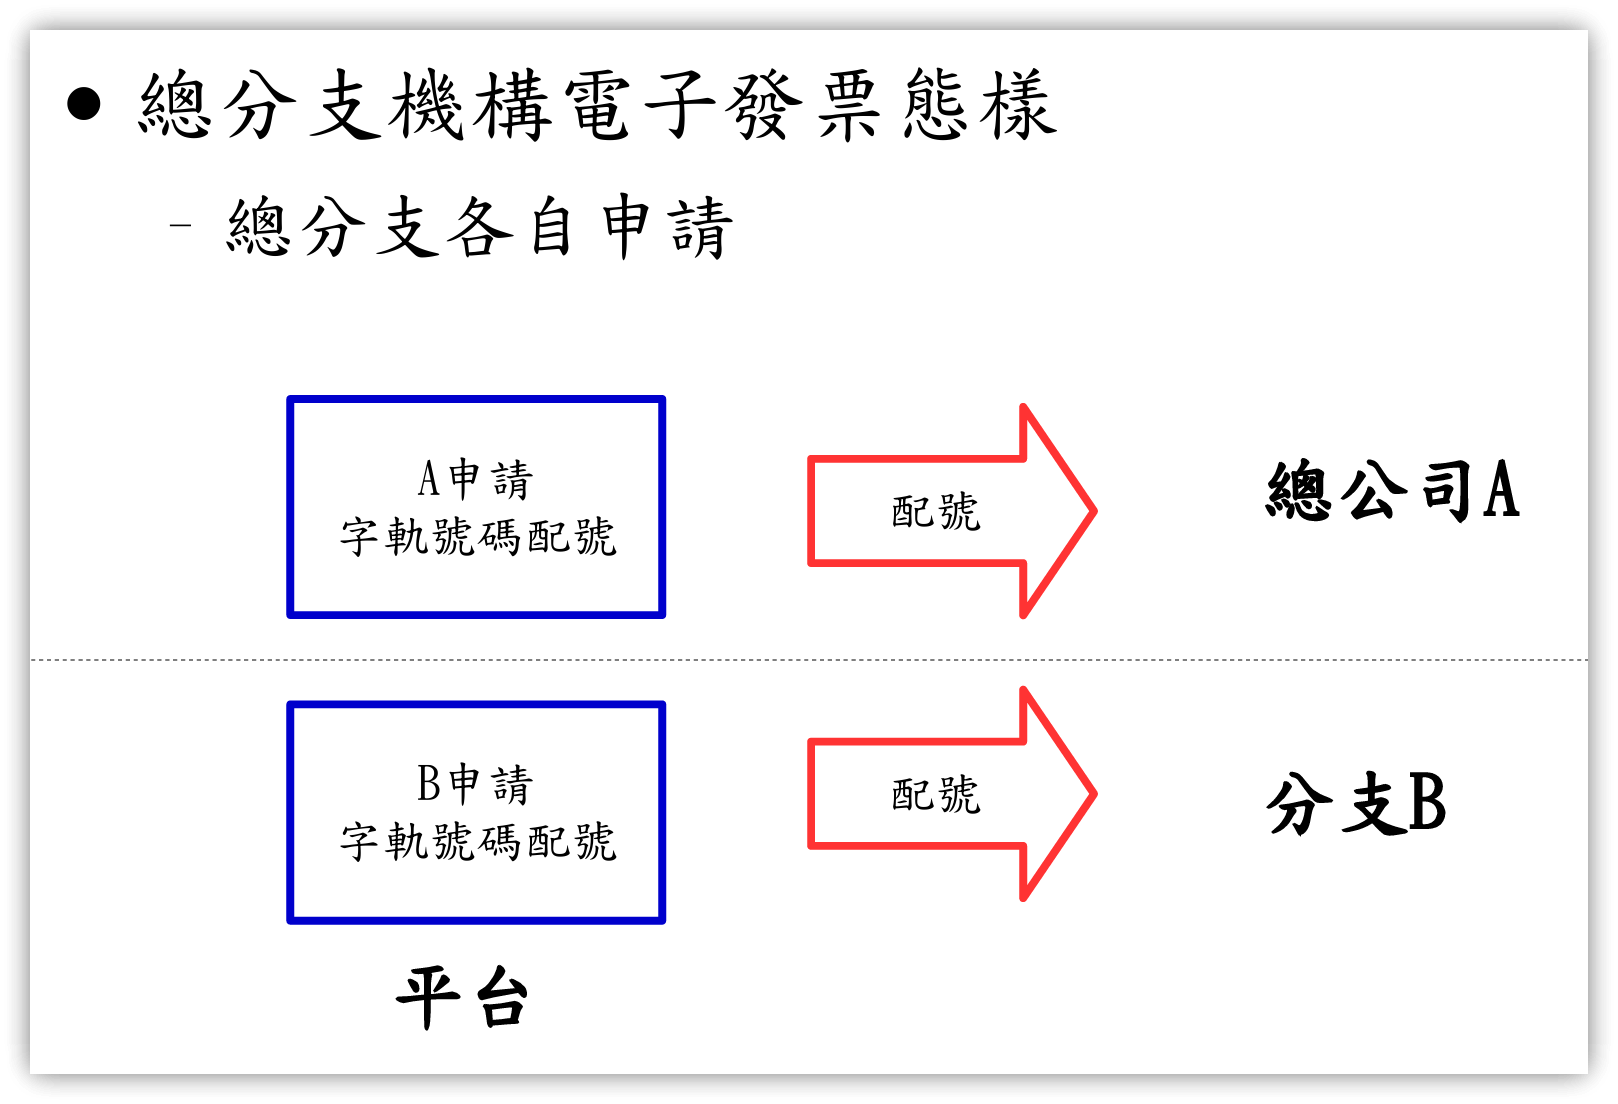 • 總分支機構電子發票態樣
– 總分支各自申請
A申請
字軌號碼配號
配號
總公司A
B申請
字軌號碼配號
配號
分支B
平台